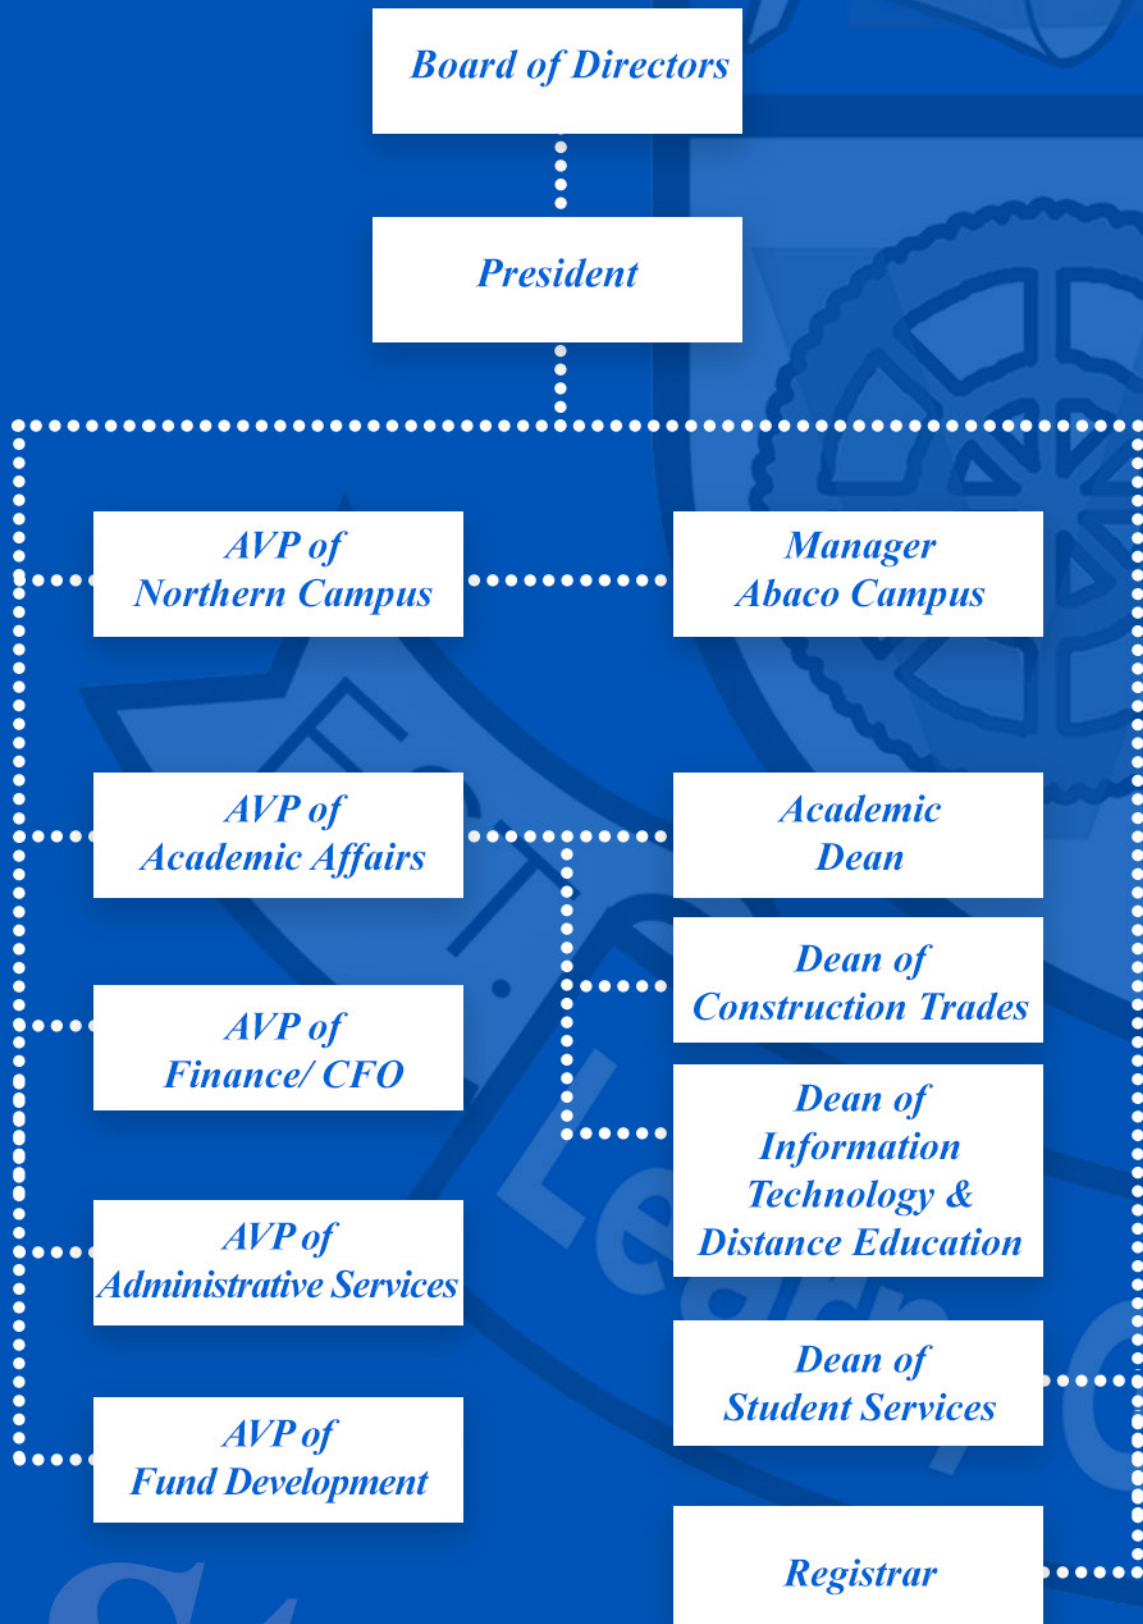 Board of Directors
President
AVP of
Northern Campus
Manager
Abaco Campus
AVP of
Academic Affairs
Academic
Dean
Dean of
Construction Trades
AVP of
Finance/ CFO
Dean of
Information
Technology &
Distance Education
AVP of
Administrative Services
Dean of
Student Services
AVP of
Fund Development
Registrar
EST.
Learn